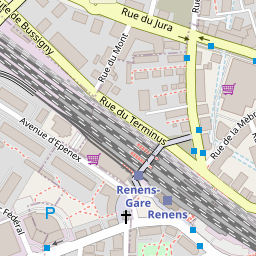 Rue du Jura
Rue du Mont
de Bussigny
Rue du Terminus
Avenue d'Epenex
Rue de la Mèbre
Renens-
Gare
Renens
Fédéral
P